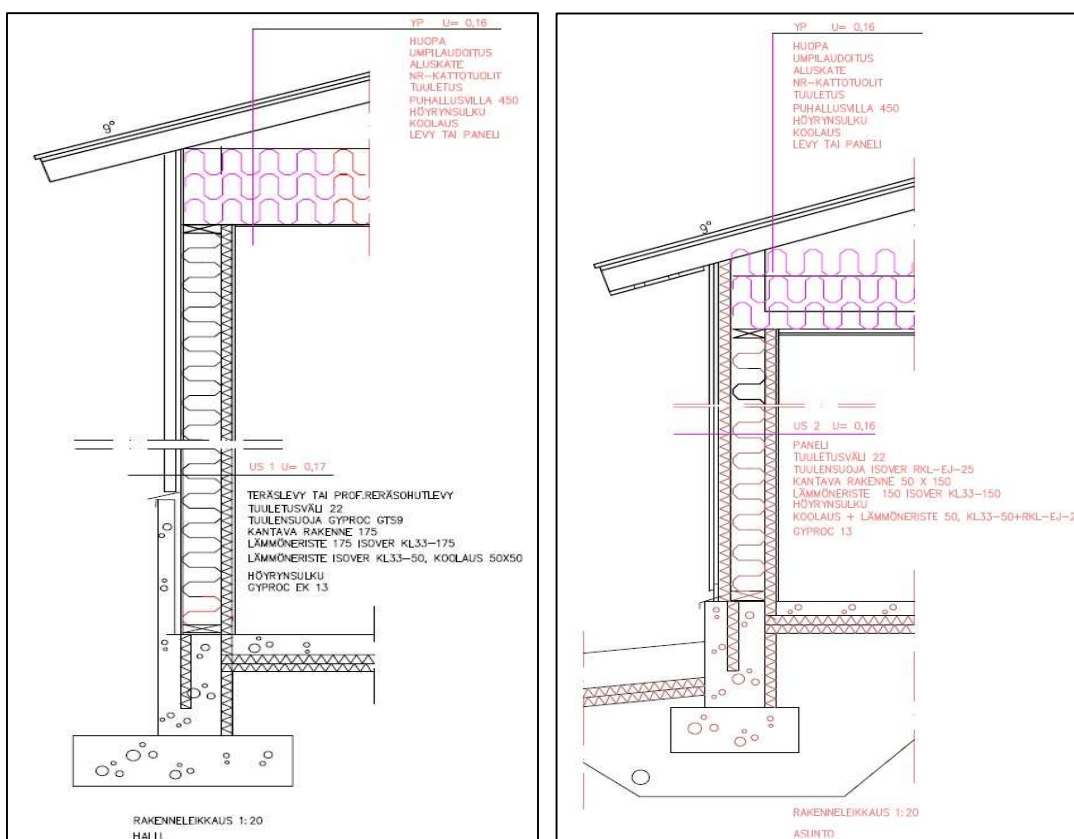 YP U= 0,16
HUOPA
UMPILAUDOITUS
ALUSKATE
NR-KATTOTUOLIT
TUULETUS
PUHALLUSVILLA 450
HÖYRYNSULKU
KOOLAUS
LEVY TAI PANELI
9°
US 1 U= 0,17
TERÄSLEVY TAI PROF.RERÄSOHUTLEVY
TUULETUSVÄLI 22
TUULENSUOJA GYPROC GTS9
KANTAVA RAKENNE 175
LÄMMÖNERISTE 175 ISOVER KL33-175
LÄMMÖNERISTE ISOVER KL33-50, KOOLAUS 50X50
HÖYRYNSULKU
GYPROC EK 13
RAKENNELEIKKAUS 1:20
HALLI
YP U= 0,16
HUOPA
UMPILAUDOITUS
ALUSKATE
NR-KATTOTUOLIT
TUULETUS
PUHALLUSVILLA 450
HÖYRYNSULKU
KOOLAUS
LEVY TAI PANELI
9°
US 2 U= 0,16
PANELI
TUULETUSVÄLI 22
TUULENSUOJA ISOVER RKL-EJ-25
KANTAVA RAKENNE 50 X 150
LÄMMÖNERISTE 150 ISOVER KL33-150
HÖYRYNSULKU
KOOLAUS + LÄMMÖNERISTE 50, KL33-50+RKL-EJ-2
GYPROC 13
RAKENNELEIKKAUS 1:20
ASUNTO